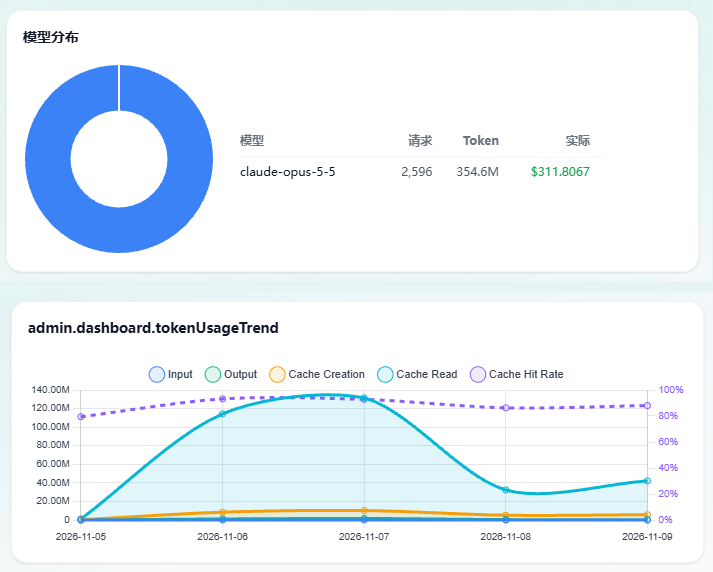 模型分布
模型 请求 Token 实际
claude-opus-5-5 2,596 354.6M $311.8067
admin.dashboard.tokenUsageTrend
Input Output Cache Creation Cache Read Cache Hit Rate
140.00M 100%
120.00M 80%
100.00M
80.00M 60%
60.00M 40%
40.00M
20.00M 20%
0 0%
2026-11-05 2026-11-06 2026-11-07 2026-11-08 2026-11-09